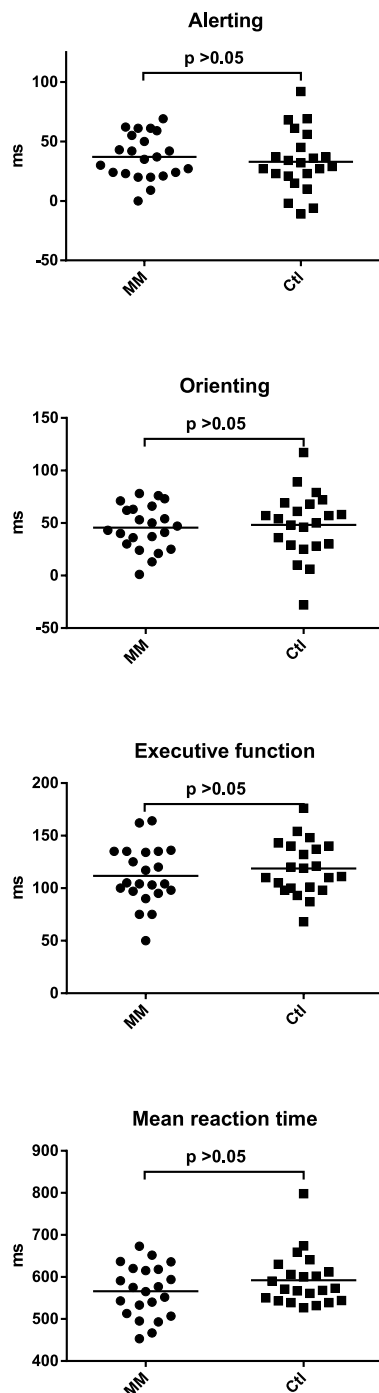 Alerting
p >0.05
100
50
0
-50
ms
MM
Ctl
Orienting
p >0.05
150
100
50
0
-50
ms
MM
Ctl
Executive function
p >0.05
200
150
100
50
0
ms
MM
Ctl
Mean reaction time
p >0.05
900
800
700
600
500
400
ms
MM
Ctl